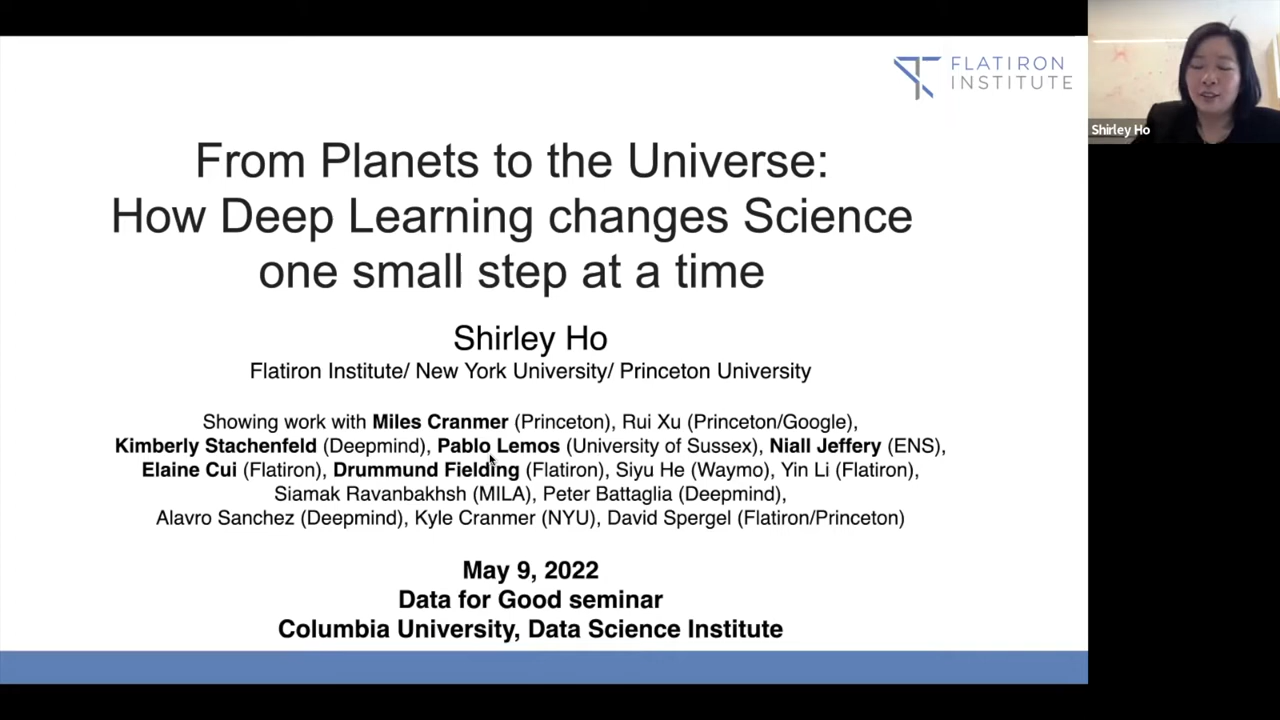 FLATIRON
INSTITUTE
Shirley Ho
From Planets to the Universe:
How Deep Learning changes Science
one small step at a time
Shirley Ho
Flatiron Institute/ New York University/ Princeton University
Showing work with Miles Cranmer (Princeton), Rui Xu (Princeton/Google),
Kimberly Stachenfeld (Deepmind), Pablo Lemos (University of Sussex), Niall Jeffery (ENS),
Elaine Cui (Flatiron), Drummund Fielding (Flatiron), Siyu He (Waymo), Yin Li (Flatiron),
Siamak Ravanbakhsh (MILA), Peter Battaglia (Deepmind),
Alavro Sanchez (Deepmind), Kyle Cranmer (NYU), David Spergel (Flatiron/Princeton)
May 9, 2022
Data for Good seminar
Columbia University, Data Science Institute